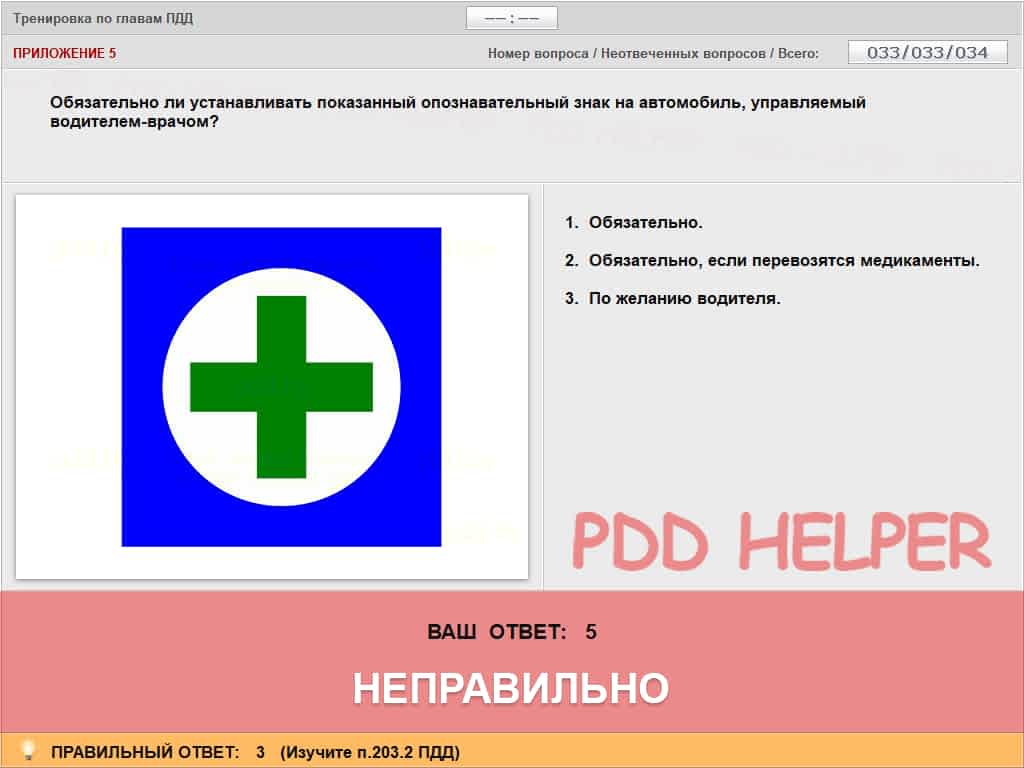 Тренировка по главам ПДД
—— : ——
ПРИЛОЖЕНИЕ 5
Номер вопроса / Неотвеченных вопросов / Всего:
033/033/034
Обязательно ли устанавливать показанный опознавательный знак на автомобиль, управляемый
водителем-врачом?
1. Обязательно.
2. Обязательно, если перевозятся медикаменты.
3. По желанию водителя.
PDD HELPER
ВАШ ОТВЕТ: 5
НЕПРАВИЛЬНО
ПРАВИЛЬНЫЙ ОТВЕТ: 3 (Изучите п.203.2 ПДД)